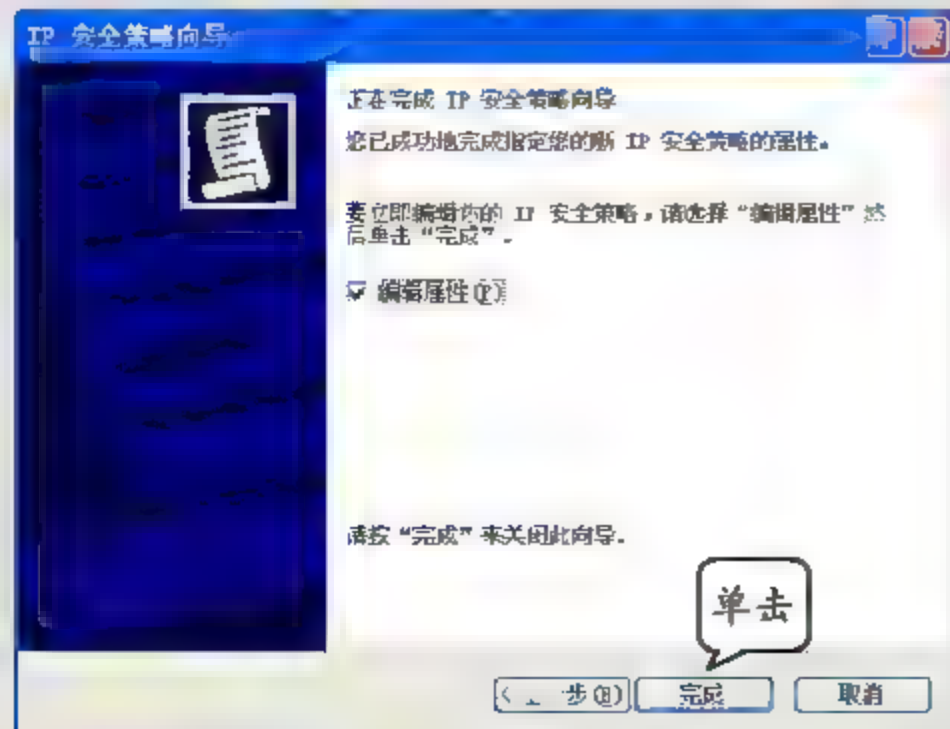 IP 安全策略向导
正在完成 IP 安全策略向导
您已成功地完成指定您的新 IP 安全策略的属性。
要立即编辑你的 IP 安全策略，请选择“编辑属性”然
后单击“完成”。
编辑属性(P)
请按“完成”来关闭此向导。
单击
< 上一步(B) 完成 取消